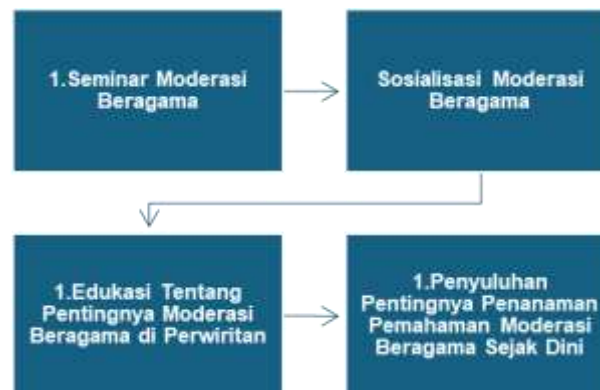 1.Seminar Moderasi
Beragama
Sosialisasi Moderasi
Beragama
1.Edukasi Tentang
Pentingnya Moderasi
Beragama di Perwiritan
1.Penyuluhan
Pentingnya Penanaman
Pemahaman Moderasi
Beragama Sejak Dini